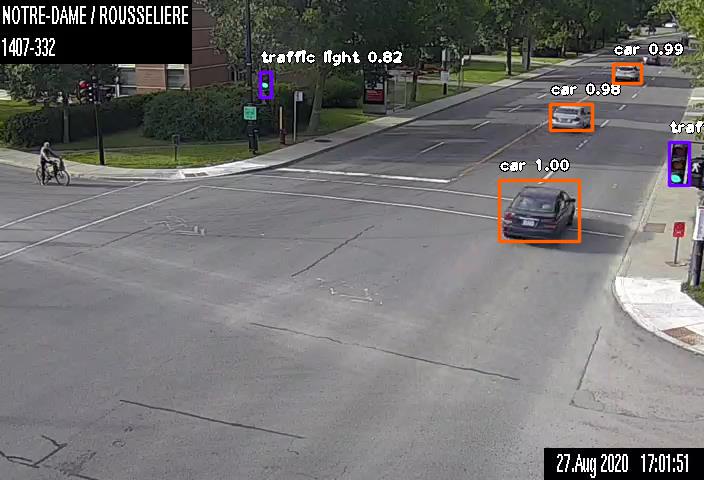 NOTRE-DAME / ROUSSELIERE
1407-332
traffic light 0.82
car 0.99
car 0.98
traf
car 1.00
27.Aug 2020 17:01:51